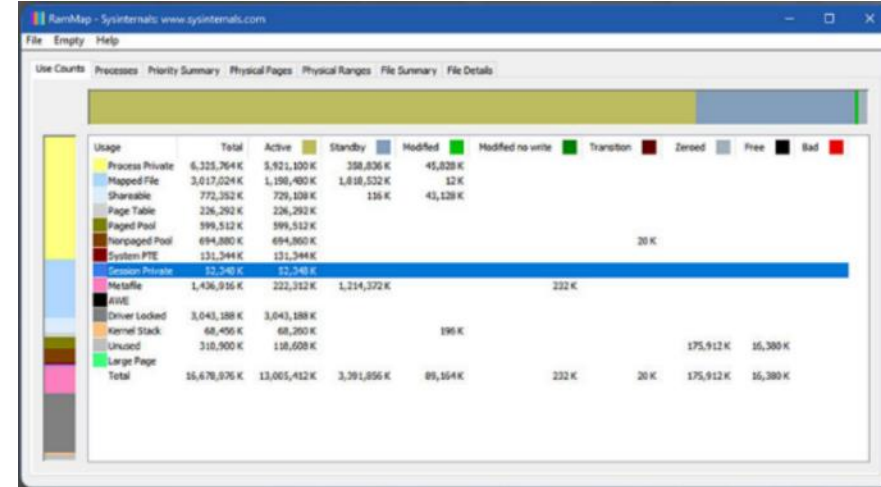 RamMap - Sysinternals: www.sysinternals.com
File Empty Help
Use Counts Processes Priority Summary Physical Pages Physical Ranges File Summary File Details
Usage Total Active Standby Modified Modified no write Transition Zeroed Free Bad
Process Private 6,325,764 K 5,921,100 K 358,836 K 45,828 K
Mapped File 3,017,024 K 1,198,480 K 1,818,532 K 12 K
Shareable 772,352 K 729,108 K 116 K 43,128 K
Page Table 226,292 K 226,292 K
Paged Pool 599,512 K 599,512 K
Nonpaged Pool 694,880 K 694,860 K 20 K
System PTE 131,344 K 131,344 K
Session Private 52,348 K 52,348 K
Metafile 1,436,916 K 222,312 K 1,214,372 K 232 K
AWE
Driver Locked 3,043,188 K 3,043,188 K
Kernel Stack 68,456 K 68,260 K 196 K
Unused 310,900 K 118,608 K 175,912 K 16,380 K
Large Page
Total 16,678,076 K 13,005,412 K 3,391,856 K 89,164 K 232 K 20 K 175,912 K 16,380 K